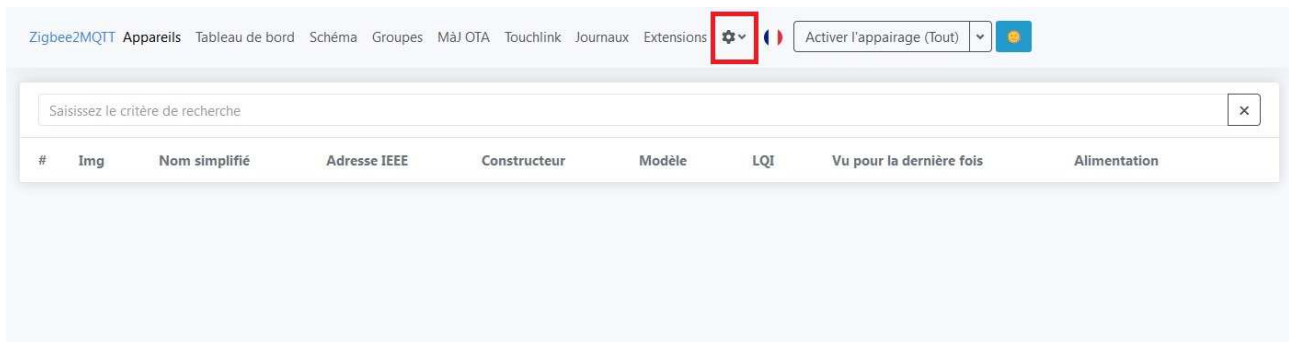 Zigbee2MQTT Appareils Tableau de bord Schéma Groupes MàJ OTA Touchlink Journaux Extensions Activer l'appairage (Tout)
Saisissez le critère de recherche
# Img Nom simplifié Adresse IEEE Constructeur Modèle LQI Vu pour la dernière fois Alimentation